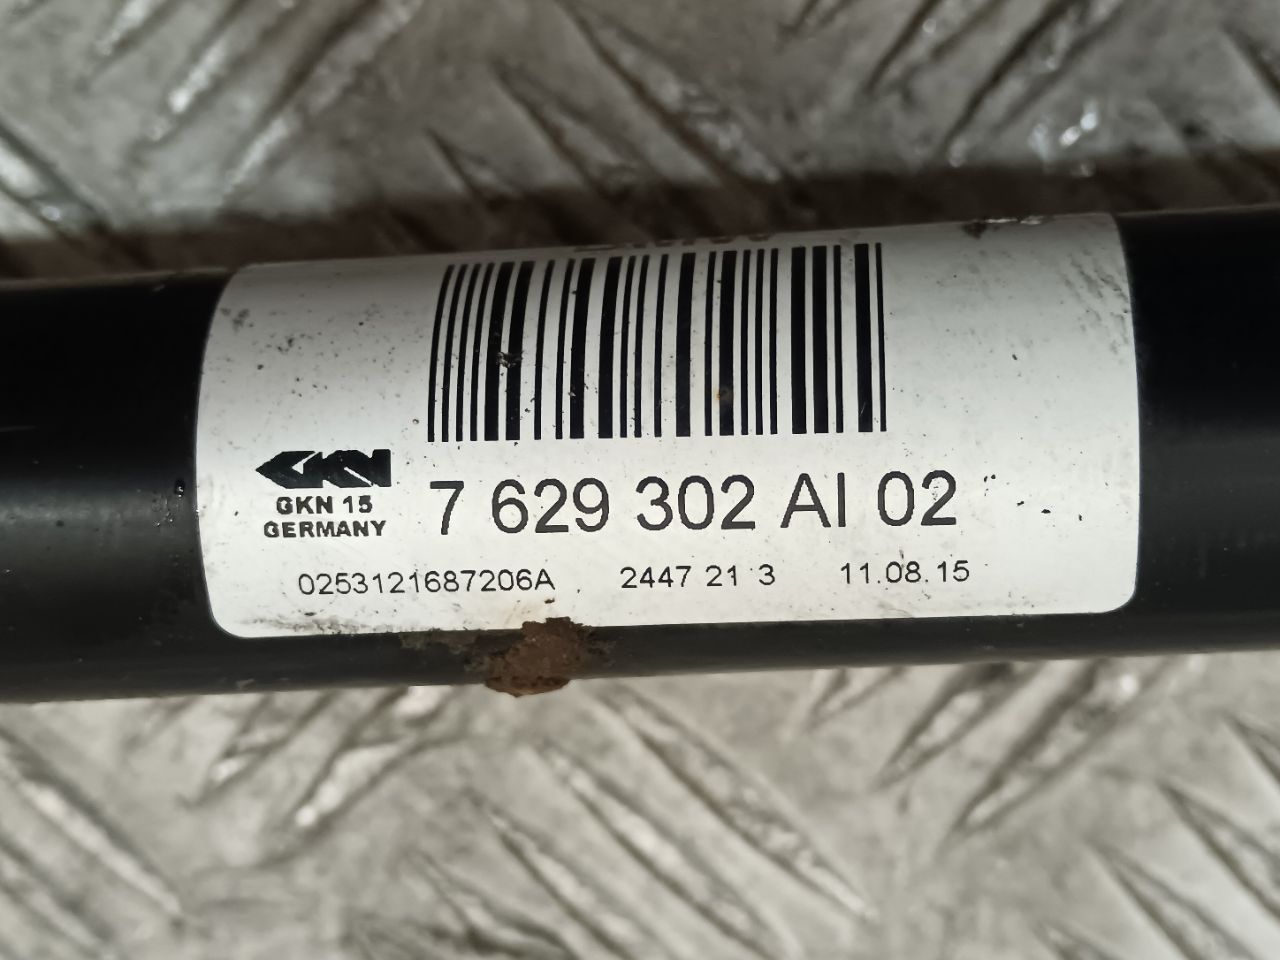 GKN
GKN 15
GERMANY
7 629 302 AI 02
0253121687206A
2447 21 3
11.08.15